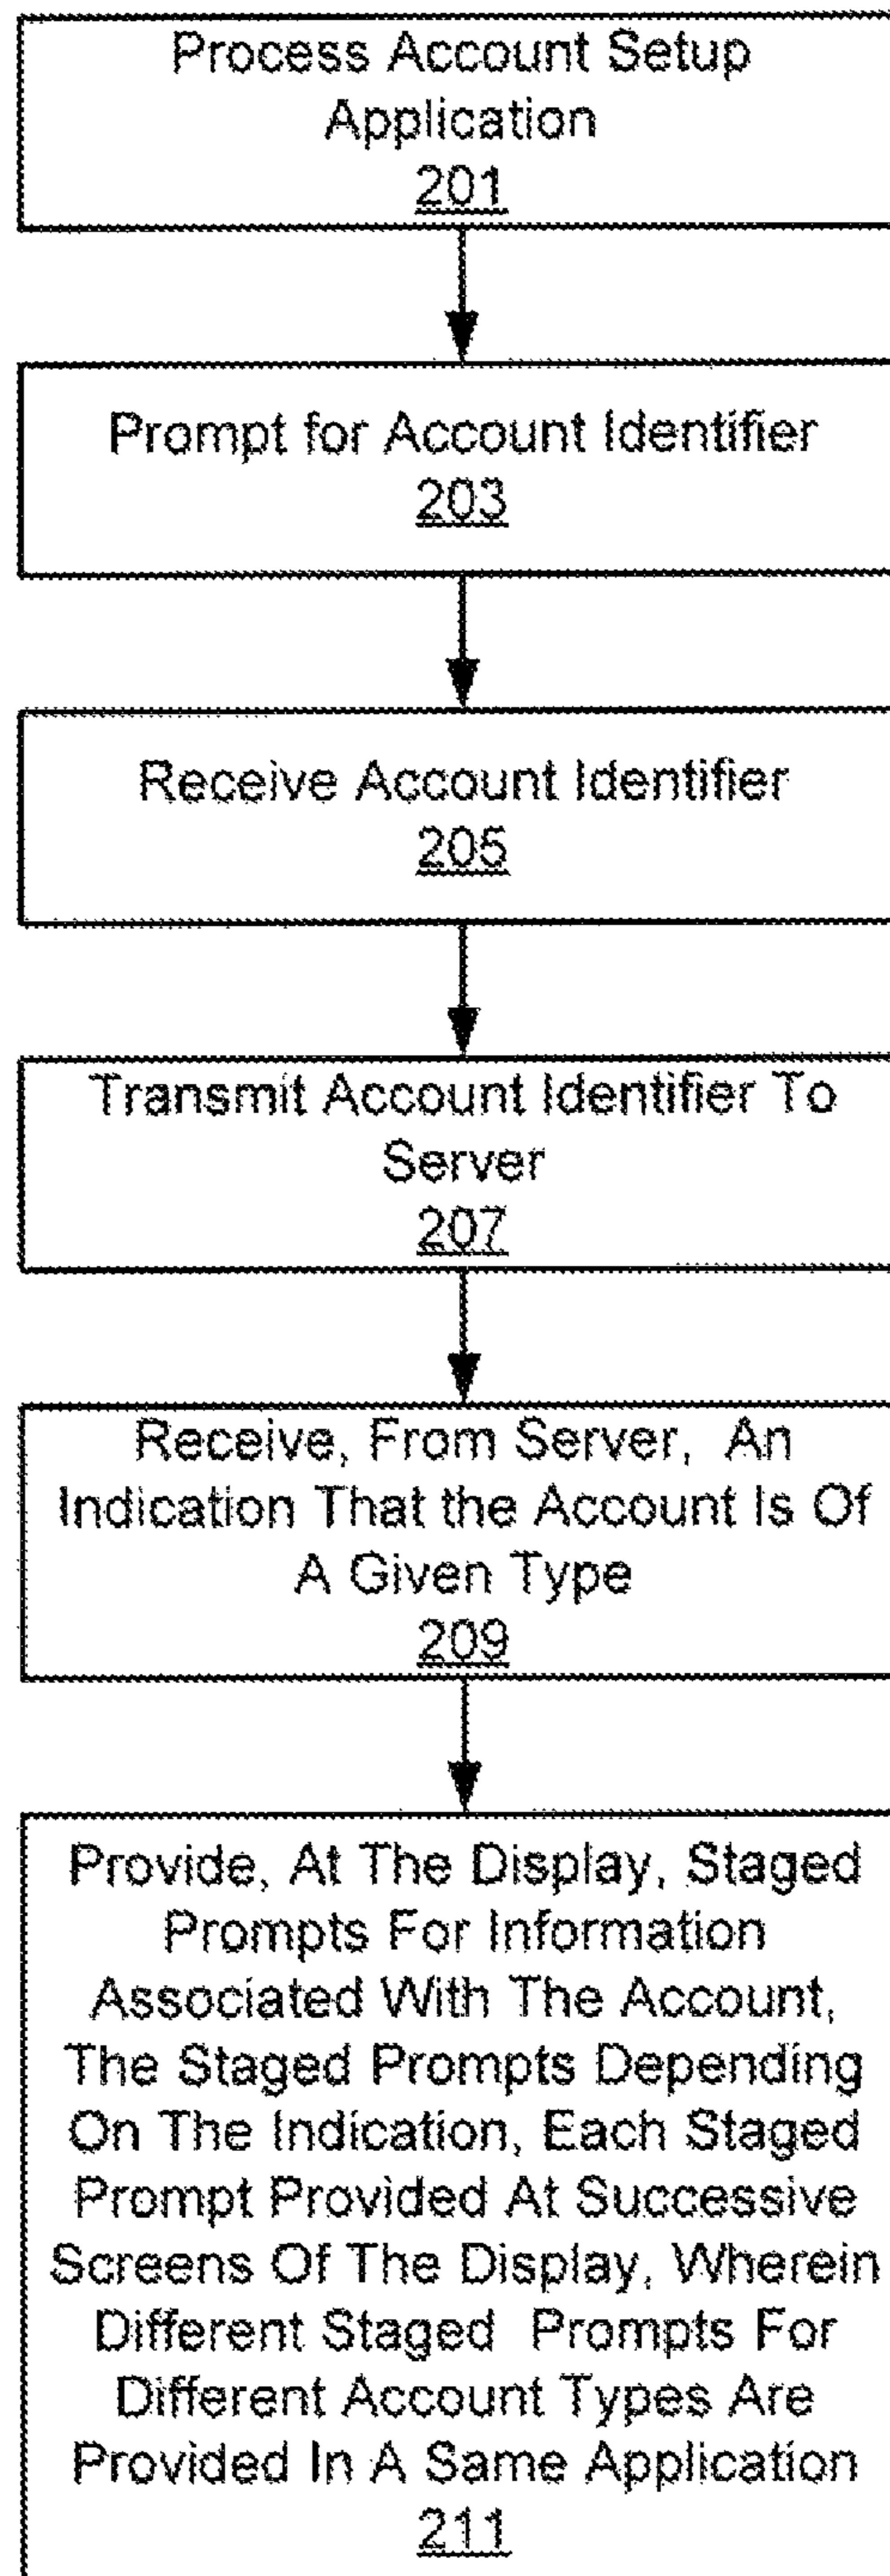 Process Account Setup
Application
201
Prompt for Account Identifier
203
Receive Account Identifier
205
Transmit Account Identifier To
Server
207
Receive, From Server, An
Indication That the Account Is Of
A Given Type
209
Provide, At The Display, Staged
Prompts For Information
Associated With The Account,
The Staged Prompts Depending
On The Indication, Each Staged
Prompt Provided At Successive
Screens Of The Display, Wherein
Different Staged Prompts For
Different Account Types Are
Provided In A Same Application
211